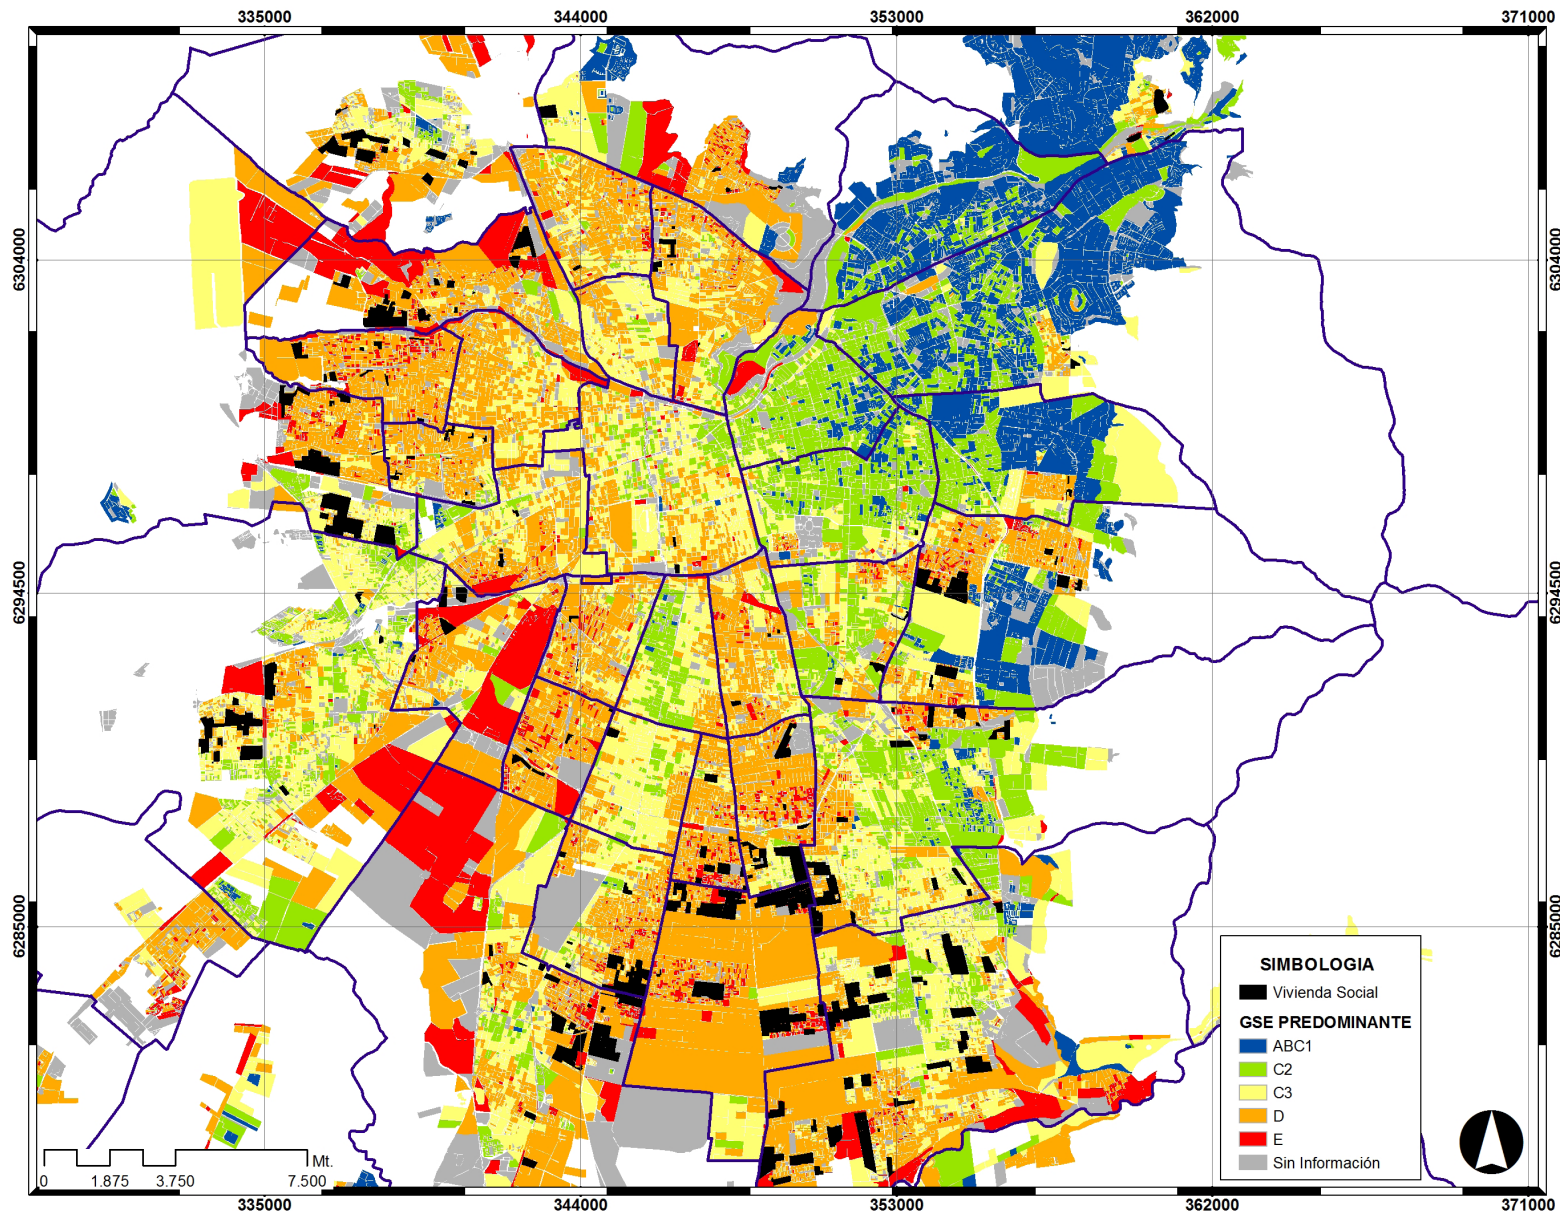 335000 344000 353000 362000 371000
6304000 6304000
6294500 6294500
6285000 6285000
SIMBOLOGIA
Vivienda Social
GSE PREDOMINANTE
ABC1
C2
C3
D
E
Sin Información
Mt.
0 1.875 3.750 7.500
335000 344000 353000 362000 371000